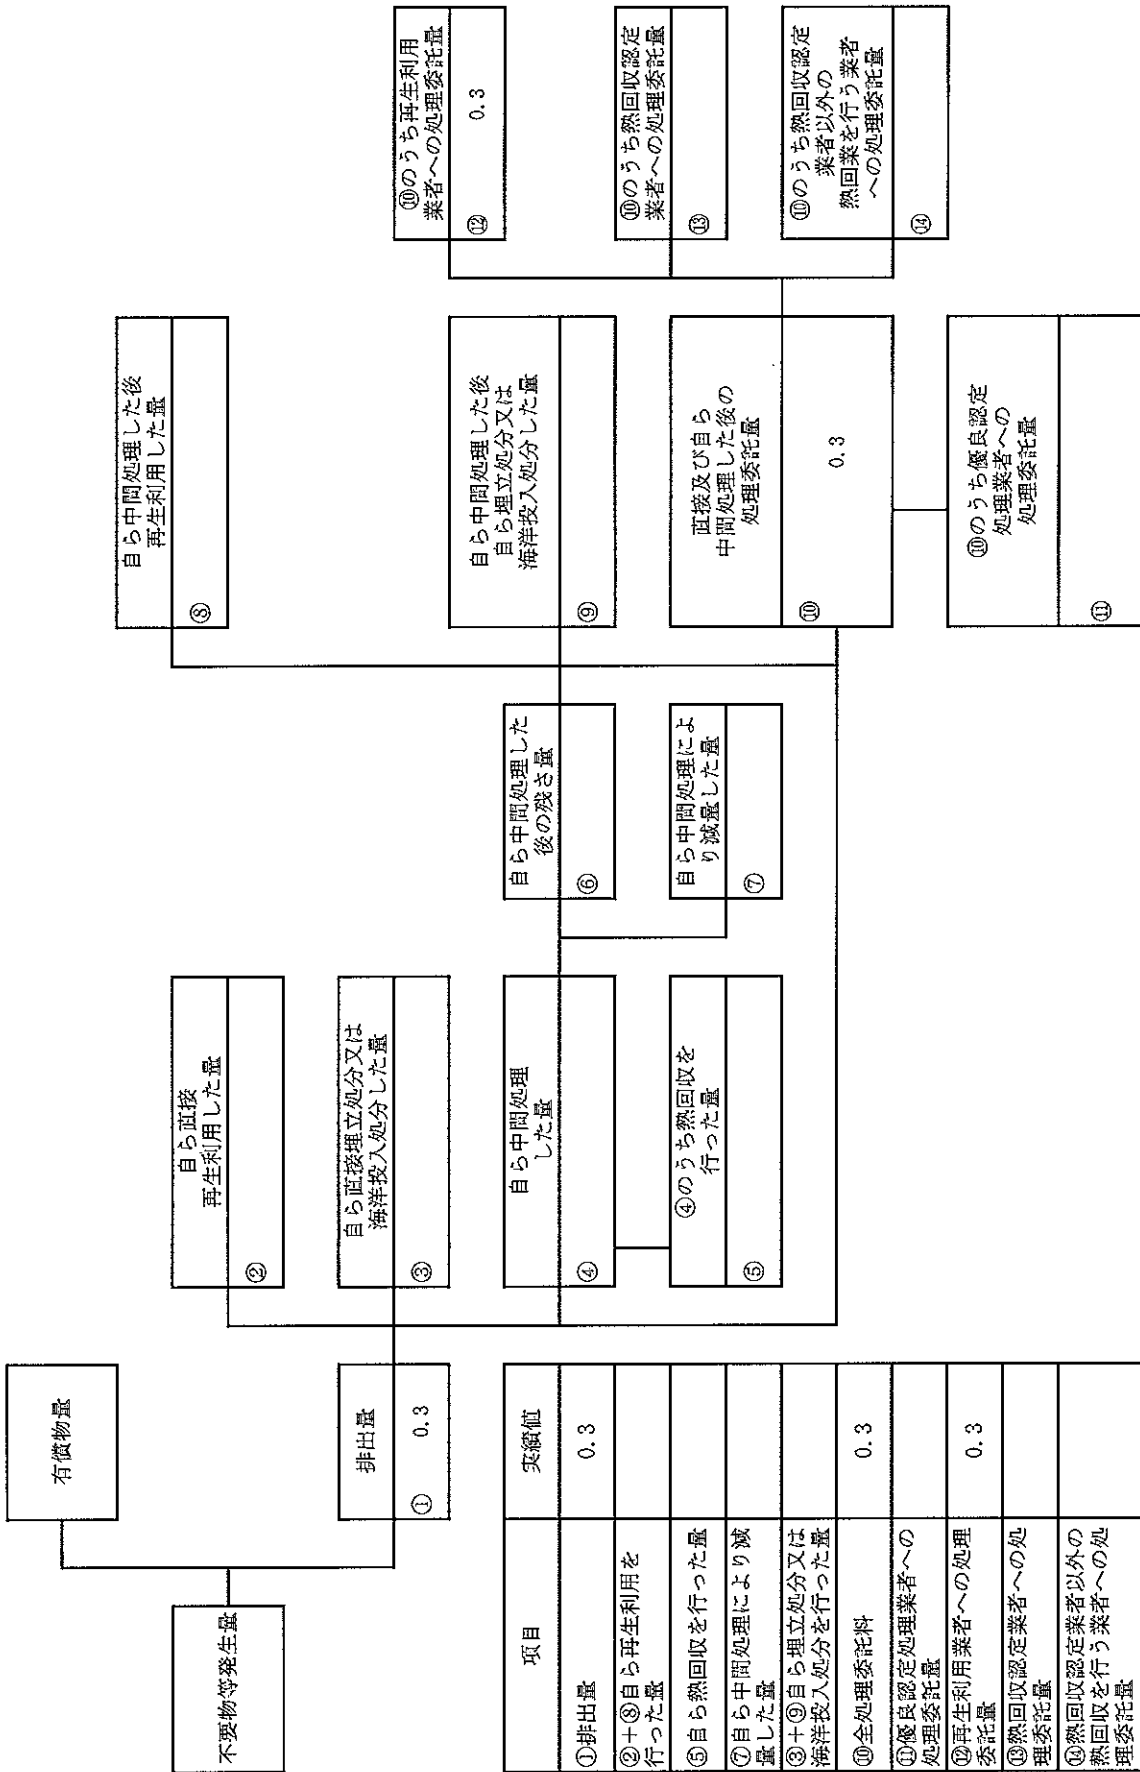 不要物等発生量
有償物量
排出量
① 0.3
自ら直接
再生利用した量
②
自ら直接埋立処分又は
海洋投入処分した量
③
自ら中間処理
した量
④
④のうち熱回収を
行った量
⑤
自ら中間処理した
後の残さ量
⑥
自ら中間処理によ
り減量した量
⑦
自ら中間処理した後
再生利用した量
⑧
自ら中間処理した後
自ら埋立処分又は
海洋投入処分した量
⑨
直接及び自ら
中間処理した後の
処理委託量
⑩ 0.3
⑩のうち優良認定
処理業者への
処理委託量
⑪
⑩のうち再生利用
業者への処理委託量
⑫ 0.3
⑩のうち熱回収認定
業者への処理委託量
⑬
⑩のうち熱回収認定
業者以外の
熱回業を行う業者
への処理委託量
⑭
項目 実績値
①排出量 0.3
②+⑧自ら再生利用を
行った量
⑤自ら熱回収を行った量
⑦自ら中間処理により減
量した量
③+⑨自ら埋立処分又は
海洋投入処分を行った量
⑩全処理委託料 0.3
⑪優良認定処理業者への
処理委託量
⑫再生利用業者への処理
委託量 0.3
⑬熱回収認定業者への処
理委託量
⑭熱回収認定業者以外の
熱回収を行う業者への処
理委託量